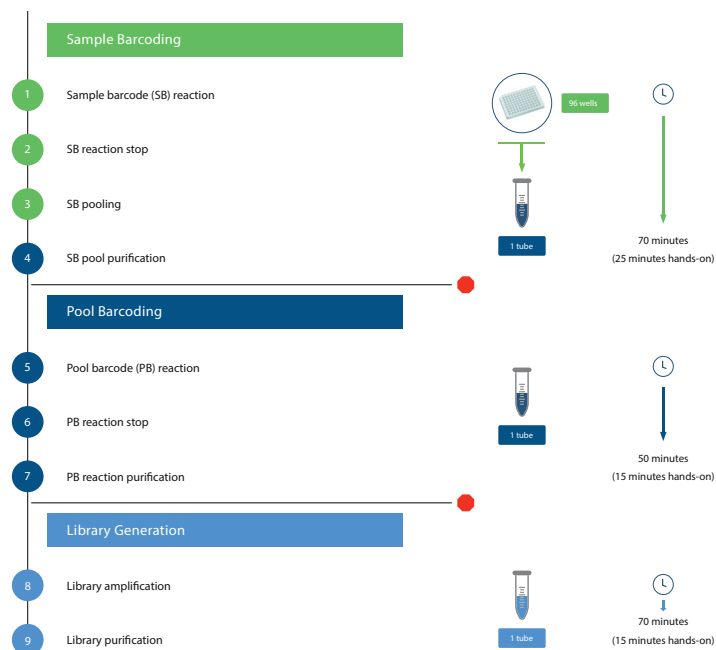 Sample Barcoding
1
Sample barcode (SB) reaction
96 wells
2
SB reaction stop
3
SB pooling
4
SB pool purification
1 tube
70 minutes
(25 minutes hands-on)
Pool Barcoding
5
Pool barcode (PB) reaction
6
PB reaction stop
1 tube
7
PB reaction purification
50 minutes
(15 minutes hands-on)
Library Generation
8
Library amplification
9
Library purification
1 tube
70 minutes
(15 minutes hands-on)